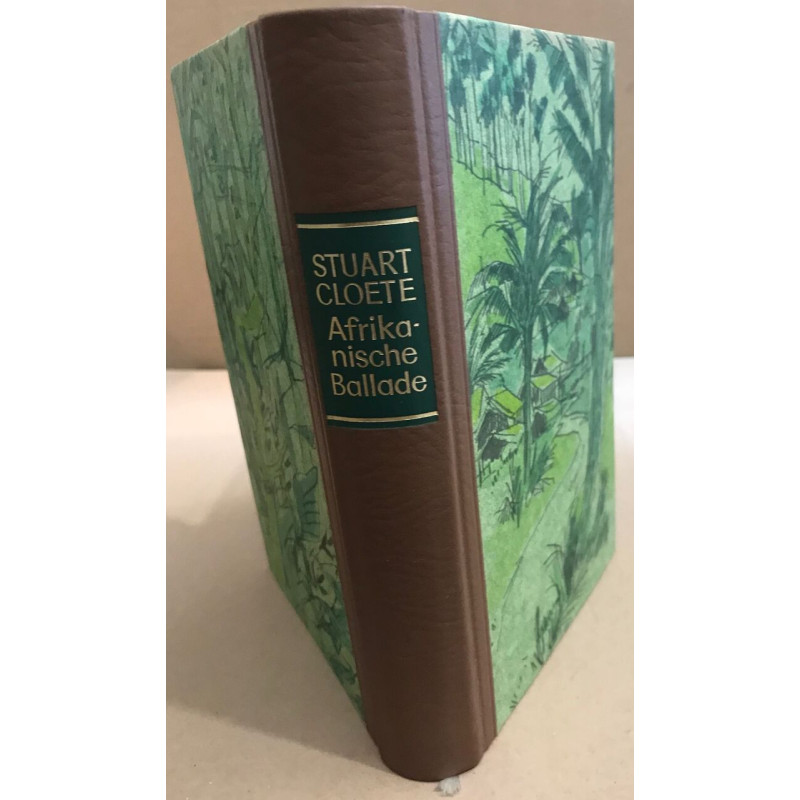 STUART
CLOETE
Afrika-
nische
Ballade